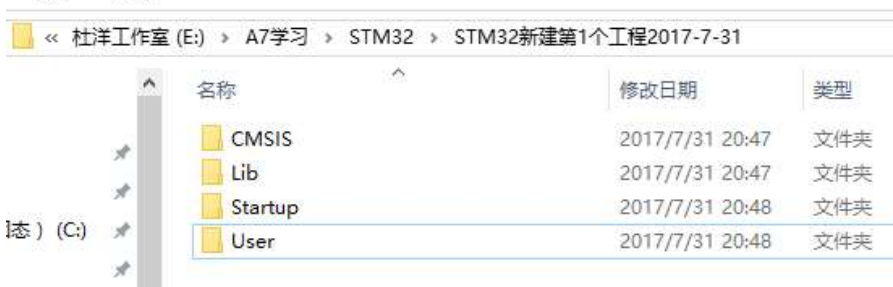 « 杜洋工作室 (E:) › A7学习 › STM32 › STM32新建第1个工程2017-7-31
名称 修改日期 类型
CMSIS 2017/7/31 20:47 文件夹
Lib 2017/7/31 20:47 文件夹
Startup 2017/7/31 20:48 文件夹
态) (C:)
User 2017/7/31 20:48 文件夹